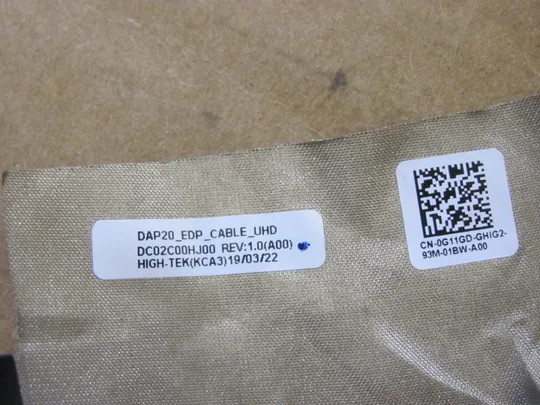 DAP20_EDP_CABLE_UHD
DC02C00HJ00 REV:1.0(A00)
HIGH-TEK(KCA3)19/03/22
CN-0G11GD-GHIG2-
93M-01BW-A00